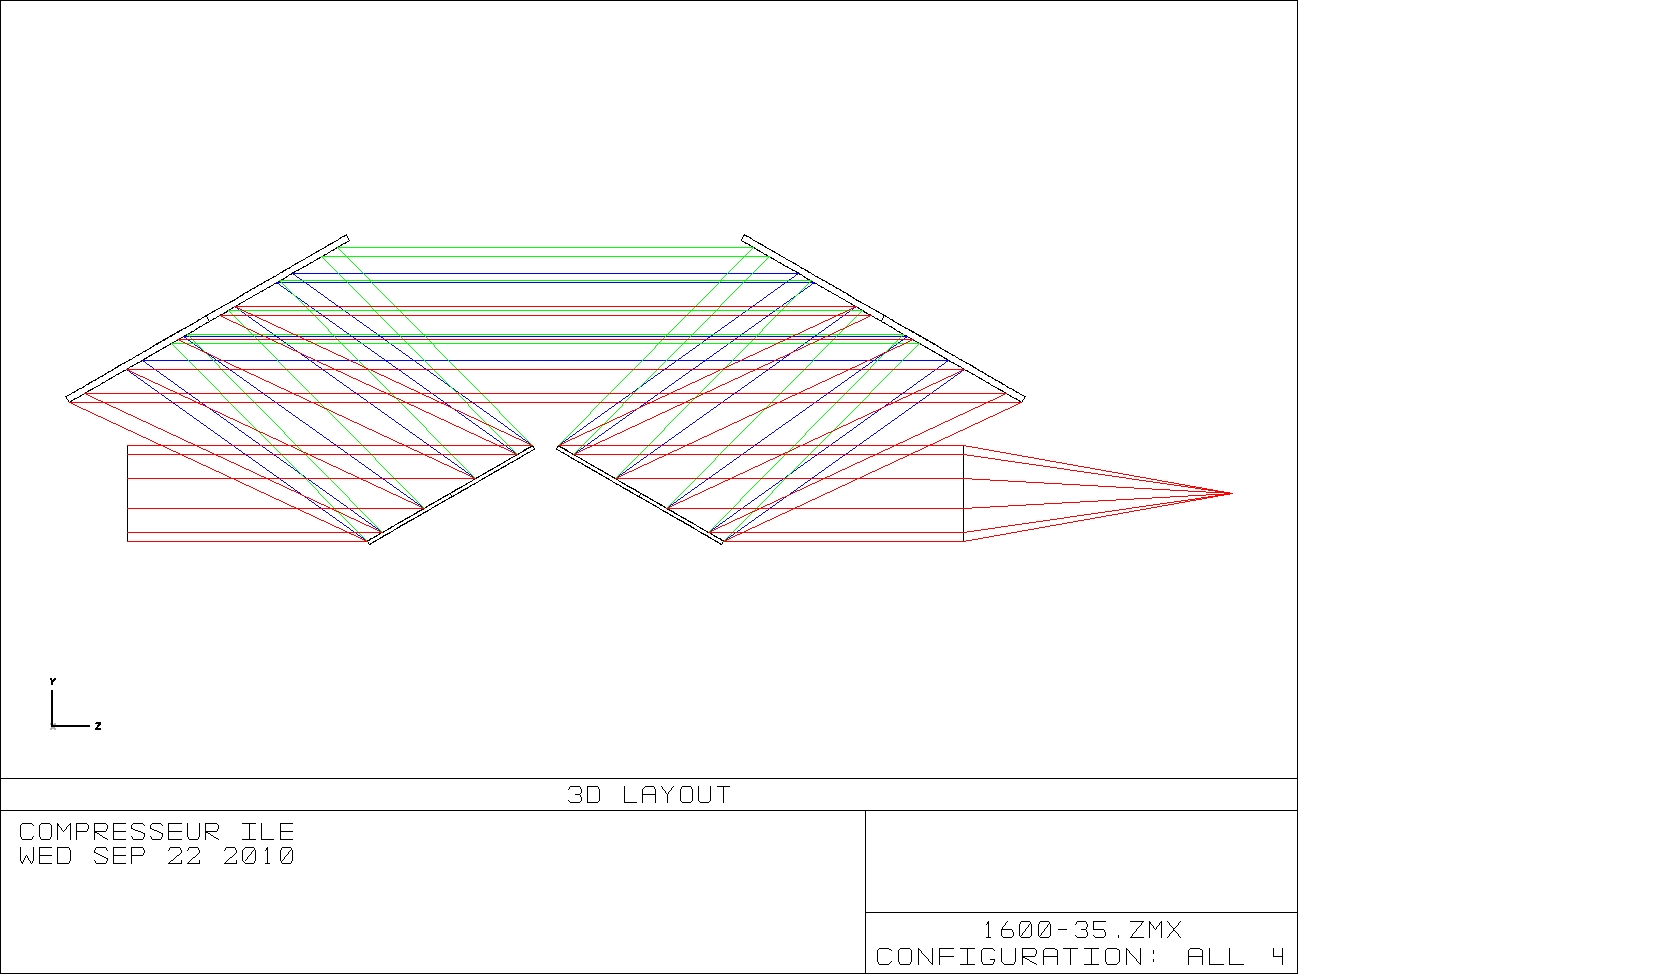 Y
Z
3D LAYOUT
COMPRESSEUR ILE
WED SEP 22 2010
1600-35.ZMX
CONFIGURATION: ALL 4